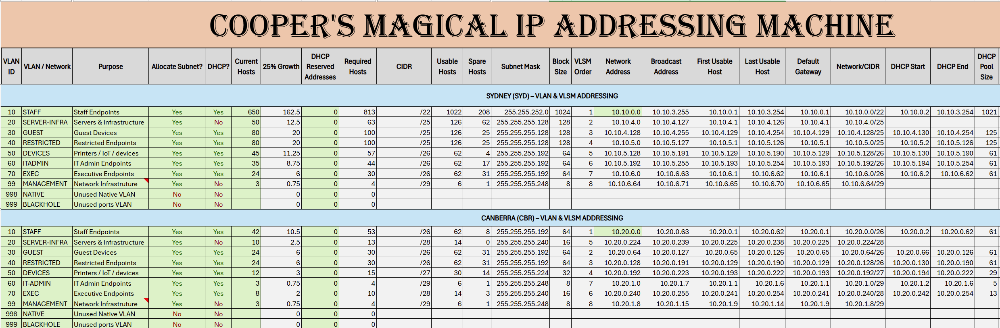 COOPER'S MAGICAL IP ADDRESSING MACHINE
VLAN ID VLAN / Network Purpose Allocate Subnet? DHCP? Current Hosts 25% Growth DHCP Reserved Addresses Required Hosts CIDR Usable Hosts Spare Hosts Subnet Mask Block Size VLSM Order Network Address Broadcast Address First Usable Host Last Usable Host Default Gateway Network/CIDR DHCP Start DHCP End DHCP Pool Size
SYDNEY (SYD) – VLAN & VLSM ADDRESSING
10 STAFF Staff Endpoints Yes Yes 650 162.5 0 813 /22 1022 208 255.255.252.0 1024 1 10.10.0.0 10.10.3.255 10.10.0.1 10.10.3.254 10.10.0.1 10.10.0.0/22 10.10.0.2 10.10.3.254 1021
20 SERVER-INFRA Servers & Infrastructure Yes No 50 12.5 0 63 /25 126 62 255.255.255.128 128 2 10.10.4.0 10.10.4.127 10.10.4.1 10.10.4.126 10.10.4.1 10.10.4.0/25
30 GUEST Guest Devices Yes Yes 80 20 0 100 /25 126 25 255.255.255.128 128 3 10.10.4.128 10.10.4.255 10.10.4.129 10.10.4.254 10.10.4.129 10.10.4.128/25 10.10.4.130 10.10.4.254 125
40 RESTRICTED Restricted Endpoints Yes Yes 80 20 0 100 /25 126 25 255.255.255.128 128 4 10.10.5.0 10.10.5.127 10.10.5.1 10.10.5.126 10.10.5.1 10.10.5.0/25 10.10.5.2 10.10.5.126 125
50 DEVICES Printers / IoT / devices Yes Yes 45 11.25 0 57 /26 62 4 255.255.255.192 64 5 10.10.5.128 10.10.5.191 10.10.5.129 10.10.5.190 10.10.5.129 10.10.5.128/26 10.10.5.130 10.10.5.190 61
60 ITADMIN IT Admin Endpoints Yes Yes 35 8.75 0 44 /26 62 17 255.255.255.192 64 6 10.10.5.192 10.10.5.255 10.10.5.193 10.10.5.254 10.10.5.193 10.10.5.192/26 10.10.5.194 10.10.5.254 61
70 EXEC Executive Endpoints Yes Yes 24 6 0 30 /26 62 31 255.255.255.192 64 7 10.10.6.0 10.10.6.63 10.10.6.1 10.10.6.62 10.10.6.1 10.10.6.0/26 10.10.6.2 10.10.6.62 61
99 MANAGEMENT Network Infrastruture Yes No 3 0.75 0 4 /29 6 1 255.255.255.248 8 8 10.10.6.64 10.10.6.71 10.10.6.65 10.10.6.70 10.10.6.65 10.10.6.64/29
998 NATIVE Unused Native VLAN No No 0 0 0
999 BLACKHOLE Unused ports VLAN No No 0 0 0
CANBERRA (CBR) – VLAN & VLSM ADDRESSING
10 STAFF Staff Endpoints Yes Yes 42 10.5 0 53 /26 62 8 255.255.255.192 64 1 10.20.0.0 10.20.0.63 10.20.0.1 10.20.0.62 10.20.0.1 10.20.0.0/26 10.20.0.2 10.20.0.62 61
20 SERVER-INFRA Servers & Infrastructure Yes No 10 2.5 0 13 /28 14 0 255.255.255.240 16 5 10.20.0.224 10.20.0.239 10.20.0.225 10.20.0.238 10.20.0.225 10.20.0.224/28
30 GUEST Guest Devices Yes Yes 24 6 0 30 /26 62 31 255.255.255.192 64 2 10.20.0.64 10.20.0.127 10.20.0.65 10.20.0.126 10.20.0.65 10.20.0.64/26 10.20.0.66 10.20.0.126 61
40 RESTRICTED Restricted Endpoints Yes Yes 24 6 0 30 /26 62 31 255.255.255.192 64 3 10.20.0.128 10.20.0.191 10.20.0.129 10.20.0.190 10.20.0.129 10.20.0.128/26 10.20.0.130 10.20.0.190 61
50 DEVICES Printers / IoT / devices Yes Yes 12 3 0 15 /27 30 14 255.255.255.224 32 4 10.20.0.192 10.20.0.223 10.20.0.193 10.20.0.222 10.20.0.193 10.20.0.192/27 10.20.0.194 10.20.0.222 29
60 IT-ADMIN IT Admin Endpoints Yes Yes 3 0.75 0 4 /29 6 1 255.255.255.248 8 7 10.20.1.0 10.20.1.7 10.20.1.1 10.20.1.6 10.20.1.1 10.20.1.0/29 10.20.1.2 10.20.1.6 5
70 EXEC Executive Endpoints Yes Yes 8 2 0 10 /28 14 3 255.255.255.240 16 6 10.20.0.240 10.20.0.255 10.20.0.241 10.20.0.254 10.20.0.241 10.20.0.240/28 10.20.0.242 10.20.0.254 13
99 MANAGEMENT Network Infrastruture Yes No 3 0.75 0 4 /29 6 1 255.255.255.248 8 8 10.20.1.8 10.20.1.15 10.20.1.9 10.20.1.14 10.20.1.9 10.20.1.8/29
998 NATIVE Unused Native VLAN No No 0 0 0
999 BLACKHOLE Unused ports VLAN No No 0 0 0